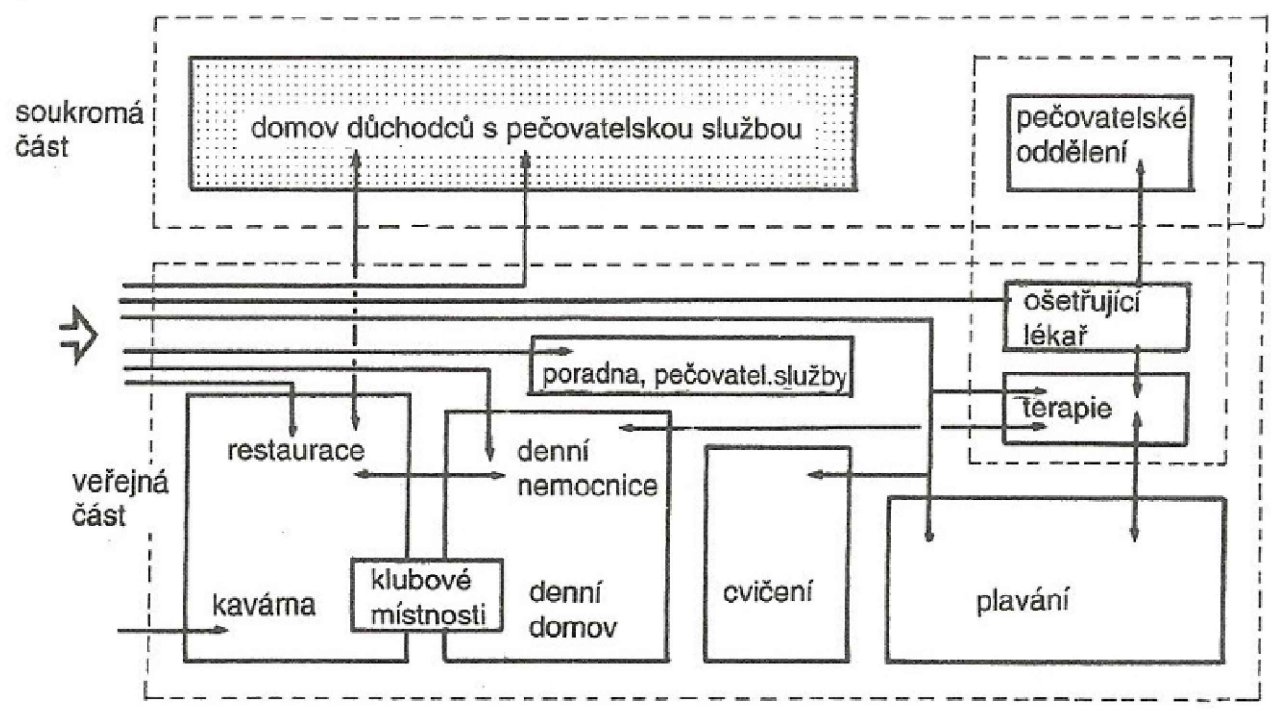 soukromá
část
domov důchodců s pečovatelskou službou
pečovatelské
oddělení
ošetřující
lékař
poradna, pečovatel.služby
terapie
restaurace
denní
nemocnice
veřejná
část
klubové
místnosti
kavárna
denní
domov
cvičení
plavání